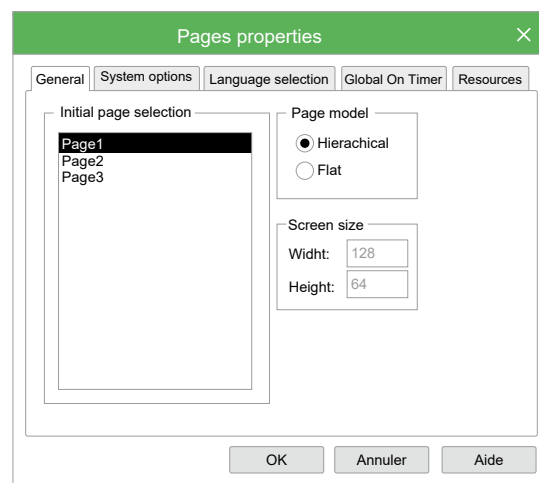 Pages properties
General System options Language selection Global On Timer Resources
Initial page selection
Page1
Page2
Page3
Page model
Hierachical
Flat
Screen size
Widht: 128
Height: 64
OK Annuler Aide